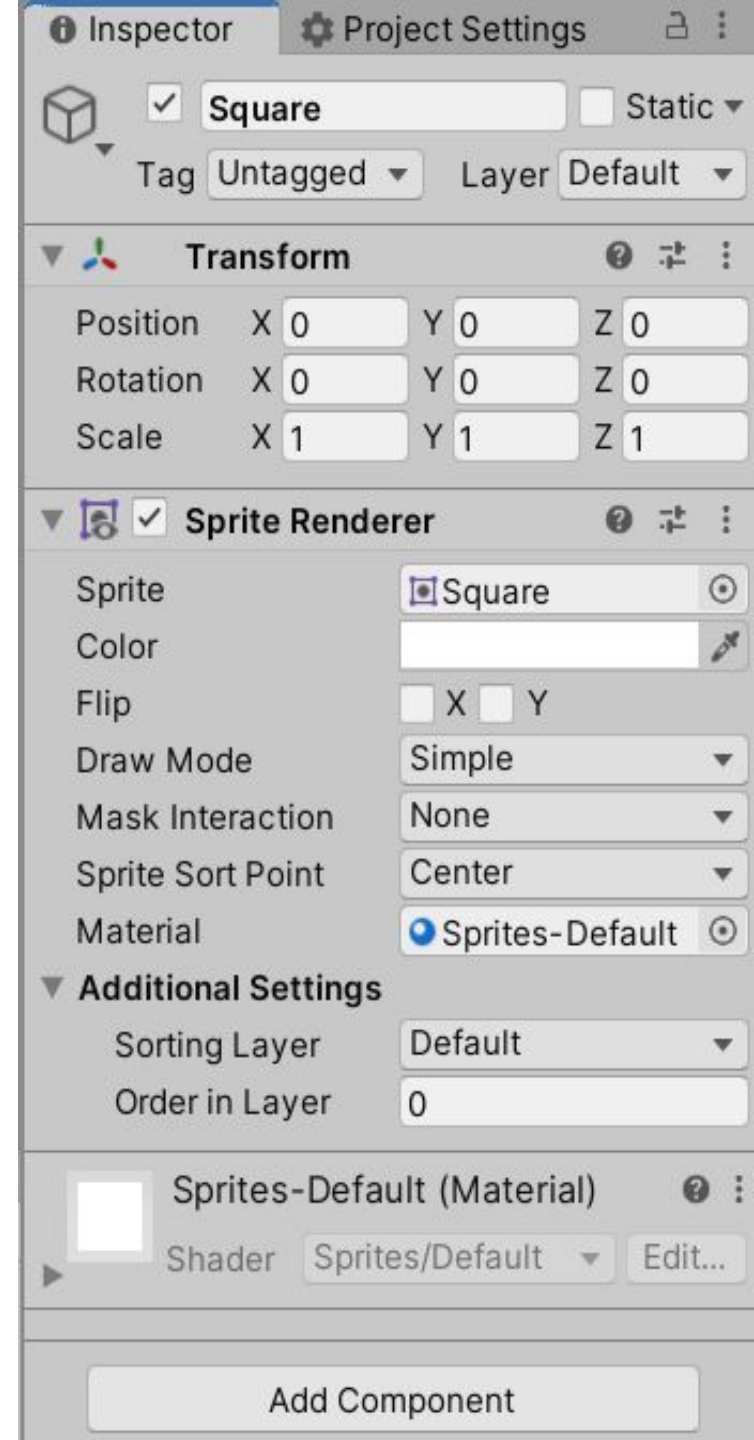 Inspector Project Settings
Square Static
Tag Untagged Layer Default
Transform
Position X 0 Y 0 Z 0
Rotation X 0 Y 0 Z 0
Scale X 1 Y 1 Z 1
Sprite Renderer
Sprite Square
Color
Flip X Y
Draw Mode Simple
Mask Interaction None
Sprite Sort Point Center
Material Sprites-Default
Additional Settings
Sorting Layer Default
Order in Layer 0
Sprites-Default (Material)
Shader Sprites/Default Edit...
Add Component